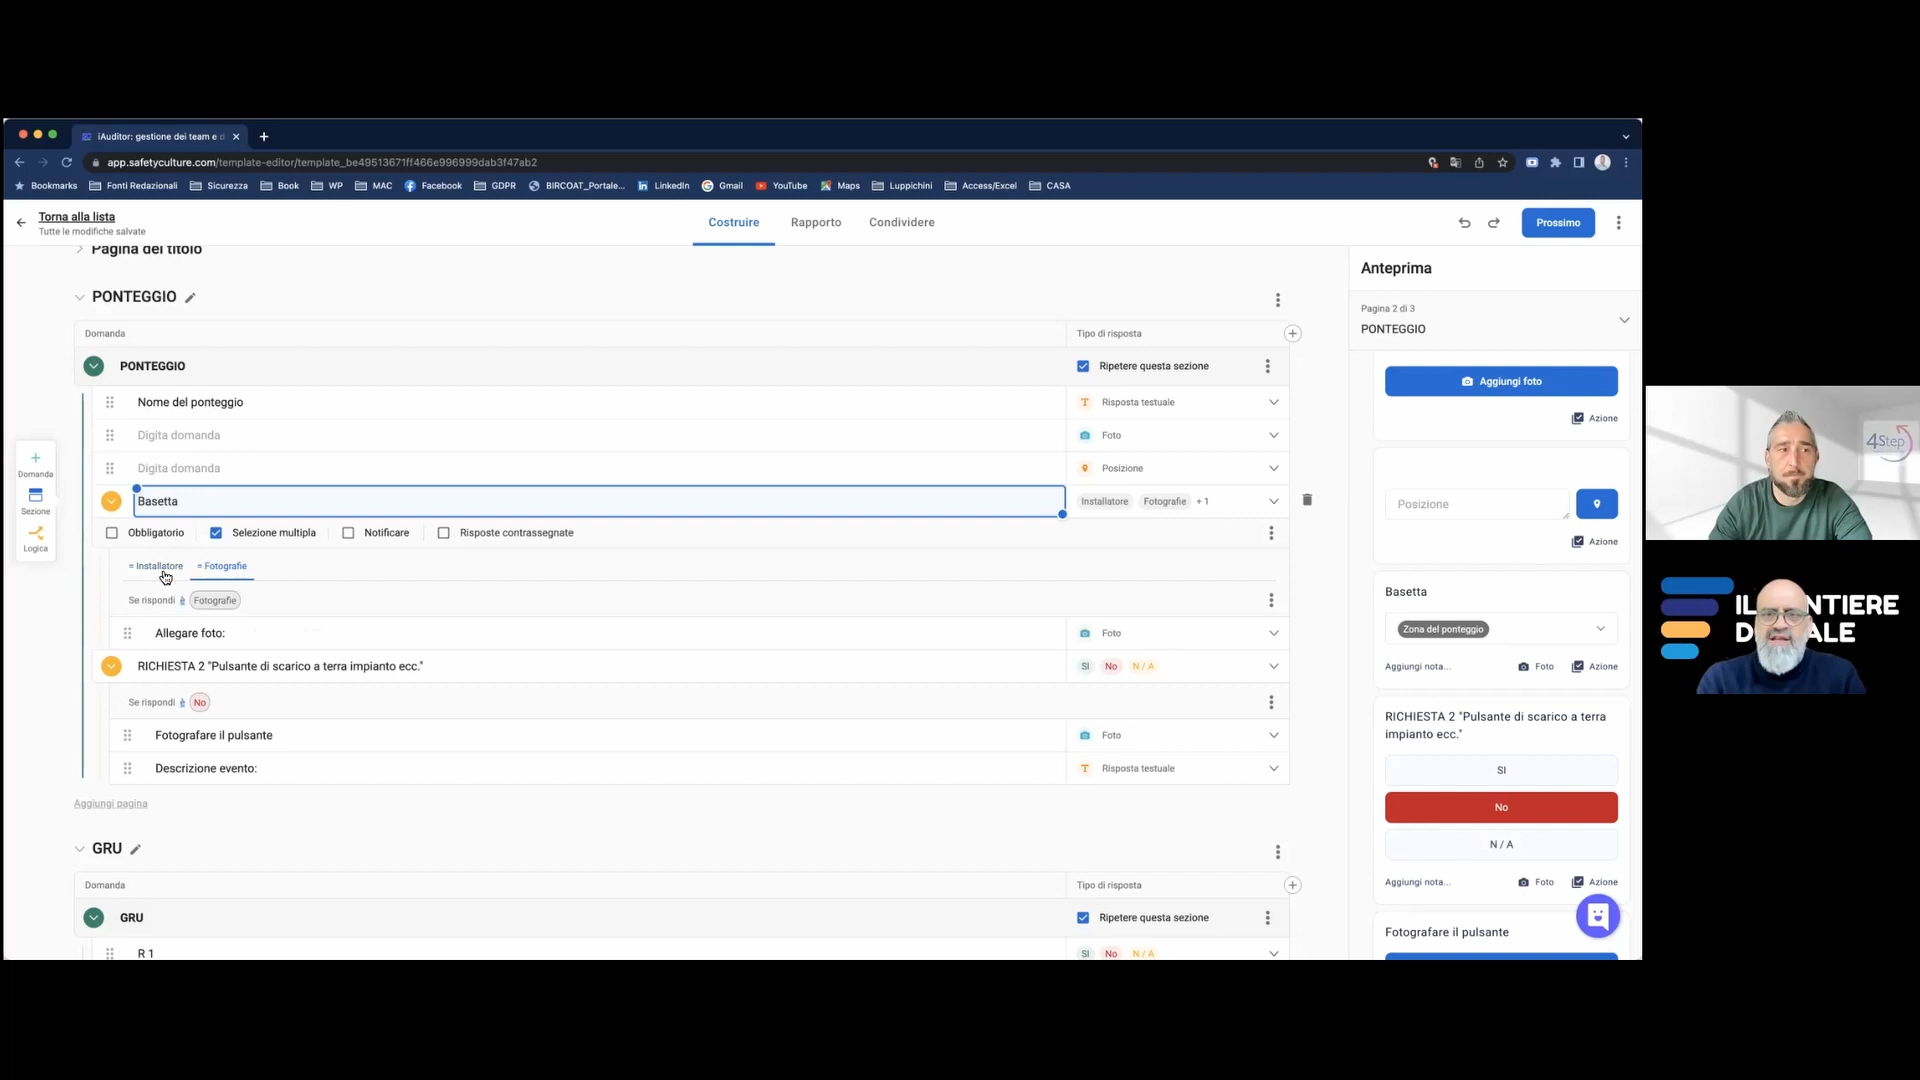 iAuditor: gestione dei team e d
app.safetyculture.com/template-editor/template_be49513671ff466e996999dab3f47ab2
Bookmarks Fonti Redazionali Sicurezza Book WP MAC Facebook GDPR BIRCOAT_Portale... LinkedIn Gmail YouTube Maps Luppichini Access/Excel CASA
Torna alla lista
Tutte le modifiche salvate
Costruire Rapporto Condividere
Prossimo
Pagina del titolo
PONTEGGIO
Domanda Tipo di risposta
PONTEGGIO Ripetere questa sezione
Nome del ponteggio Risposta testuale
Digita domanda Foto
Digita domanda Posizione
Basetta Installatore Fotografie + 1
Obbligatorio Selezione multipla Notificare Risposte contrassegnate
= Installatore = Fotografie
Se rispondi è Fotografie
Allegare foto: Foto
RICHIESTA 2 "Pulsante di scarico a terra impianto ecc." SI No N / A
Se rispondi è No
Fotografare il pulsante Foto
Descrizione evento: Risposta testuale
Aggiungi pagina
GRU
Domanda Tipo di risposta
GRU Ripetere questa sezione
R 1 SI No N / A
Domanda
Sezione
Logica
Anteprima
Pagina 2 di 3
PONTEGGIO
Aggiungi foto
Azione
Posizione
Azione
Basetta
Zona del ponteggio
Aggiungi nota... Foto Azione
RICHIESTA 2 "Pulsante di scarico a terra
impianto ecc."
SI
No
N / A
Aggiungi nota... Foto Azione
Fotografare il pulsante
4Step